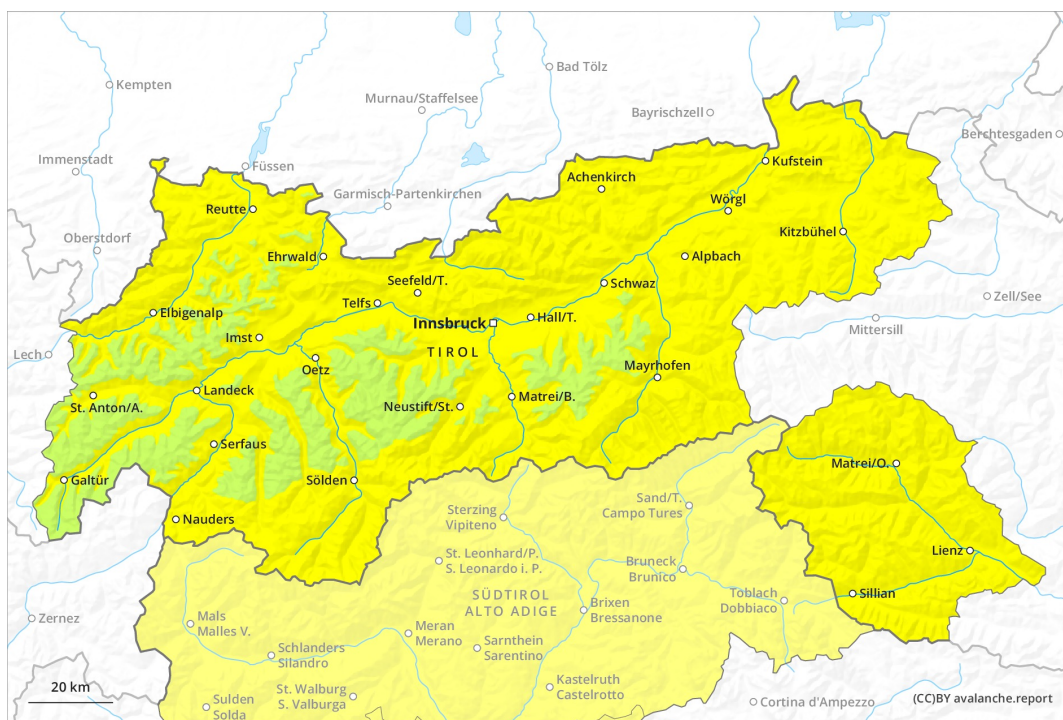 Kempten
Bad Tölz
Murnau/Staffelsee
Bayrischzell
Berchtesgaden
Immenstadt
Füssen
Kufstein
Achenkirch
Garmisch-Partenkirchen
Wörgl
Reutte
Oberstdorf
Kitzbühel
Ehrwald
Alpbach
Seefeld/T.
Schwaz
Zell/See
Telfs
Elbigenalp
Hall/T.
Innsbruck
Mittersill
Imst
Lech
TIROL
Oetz
Mayrhofen
Landeck
St. Anton/A.
Neustift/St.
Matrei/B.
Serfaus
Matrei/O.
Galtür
Sölden
Sand/T.
Campo Tures
Sterzing
Vipiteno
Nauders
Lienz
St. Leonhard/P.
S. Leonardo i. P.
Bruneck
Brunico
SÜDTIROL
ALTO ADIGE
Toblach
Dobbiaco
Sillian
Brixen
Bressanone
Zernez
Mals
Malles V.
Meran
Merano
Sarnthein
Sarentino
Schlanders
Silandro
Kastelruth
Castelrotto
20 km
St. Walburg
S. Valburga
Sulden
Solda
Cortina d'Ampezzo
(CC)BY avalanche.report